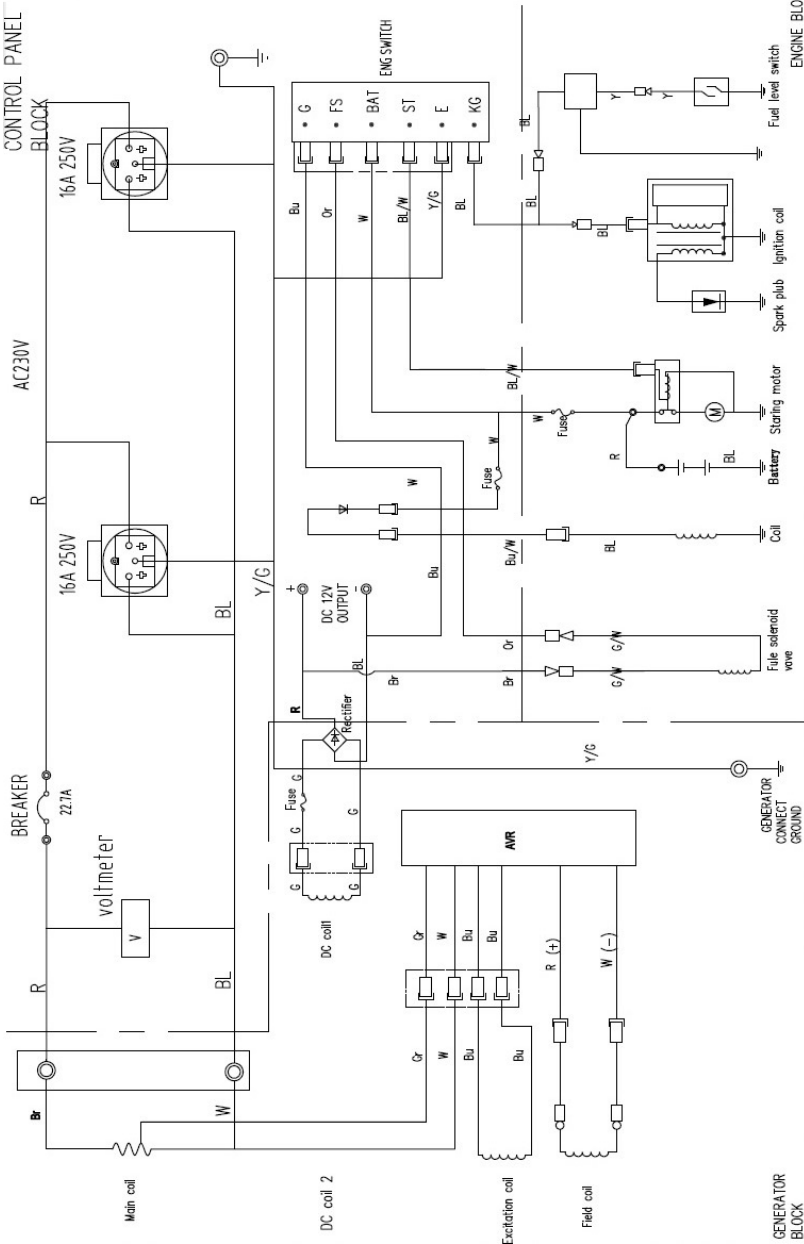 CONTROL PANEL
BLOCK
16A 250V
AC230V
R
16A 250V
BL
Y/G
BREAKER
22.7A
voltmeter
V
R
BL
Br
W
Main coil
ENG SWITCH
G
FS
BAT
ST
E
KG
Bu
Or
W
BL/W
Y/G
BL
BL
BL
BL
Y
Y
Fuel level switch
ENGINE BLO
Ignition coil
Spark plub
BL/W
W
Fuse
M
Staring motor
R
BL
Battery
W
Fuse
W
Bu/W
BL
Coil
Bu
+
-
DC 12V
OUTPUT
BL
Br
Or
G/W
Br
G/W
Fule solenoid
vove
R
Rectifier
Fuse
G
G
G
G
G
DC coil1
Y/G
GENERATOR
CONNECT
GROUND
AVR
Gr
W
Bu
Bu
R (+)
W (-)
Gr
W
Bu
Bu
DC coil 2
Excitation coil
Field coil
GENERATOR
BLOCK